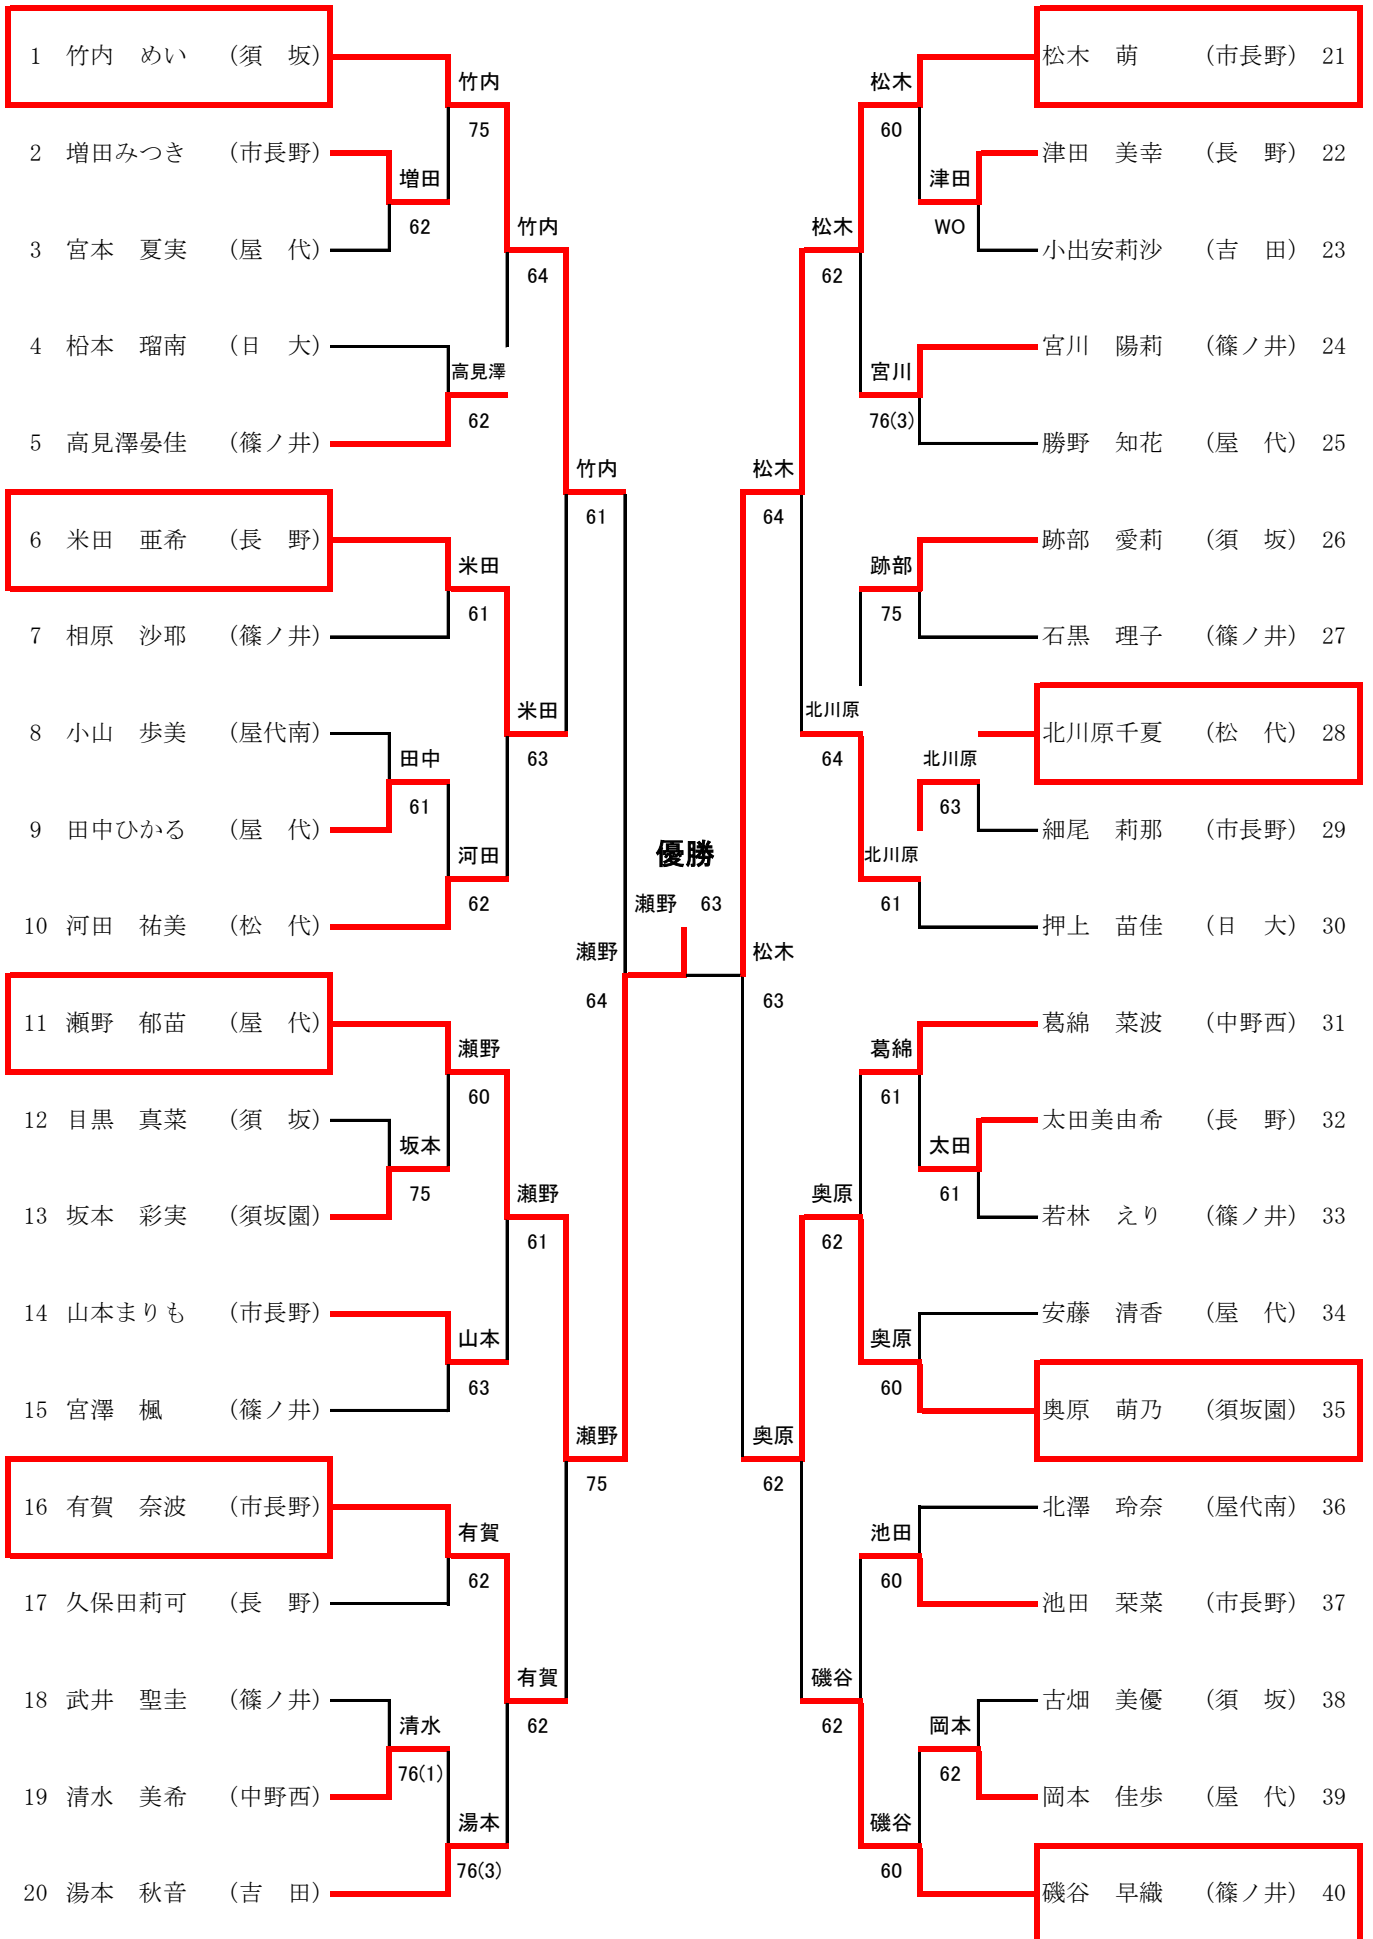 1 竹内 めい (須 坂)
2 増田みつき (市長野)
3 宮本 夏実 (屋 代)
4 柗本 瑠南 (日 大)
5 高見澤晏佳 (篠ノ井)
6 米田 亜希 (長 野)
7 相原 沙耶 (篠ノ井)
8 小山 歩美 (屋代南)
9 田中ひかる (屋 代)
10 河田 祐美 (松 代)
11 瀬野 郁苗 (屋 代)
12 目黒 真菜 (須 坂)
13 坂本 彩実 (須坂園)
14 山本まりも (市長野)
15 宮澤 楓 (篠ノ井)
16 有賀 奈波 (市長野)
17 久保田莉可 (長 野)
18 武井 聖圭 (篠ノ井)
19 清水 美希 (中野西)
20 湯本 秋音 (吉 田)
増田
62
田中
61
坂本
75
清水
76(1)
竹内
75
高見澤
62
米田
61
河田
62
瀬野
60
山本
63
有賀
62
湯本
76(3)
竹内
64
米田
63
瀬野
61
有賀
62
竹内
61
瀬野
75
瀬野
64
優勝
瀬野 63
松木
63
松木
64
奥原
62
松木
62
北川原
64
奥原
62
磯谷
62
松木
60
宮川
76(3)
跡部
75
北川原
61
葛綿
61
奥原
60
池田
60
磯谷
60
津田
WO
北川原
63
太田
61
岡本
62
松木 萌 (市長野) 21
津田 美幸 (長 野) 22
小出安莉沙 (吉 田) 23
宮川 陽莉 (篠ノ井) 24
勝野 知花 (屋 代) 25
跡部 愛莉 (須 坂) 26
石黒 理子 (篠ノ井) 27
北川原千夏 (松 代) 28
細尾 莉那 (市長野) 29
押上 苗佳 (日 大) 30
葛綿 菜波 (中野西) 31
太田美由希 (長 野) 32
若林 えり (篠ノ井) 33
安藤 清香 (屋 代) 34
奥原 萌乃 (須坂園) 35
北澤 玲奈 (屋代南) 36
池田 栞菜 (市長野) 37
古畑 美優 (須 坂) 38
岡本 佳歩 (屋 代) 39
磯谷 早織 (篠ノ井) 40